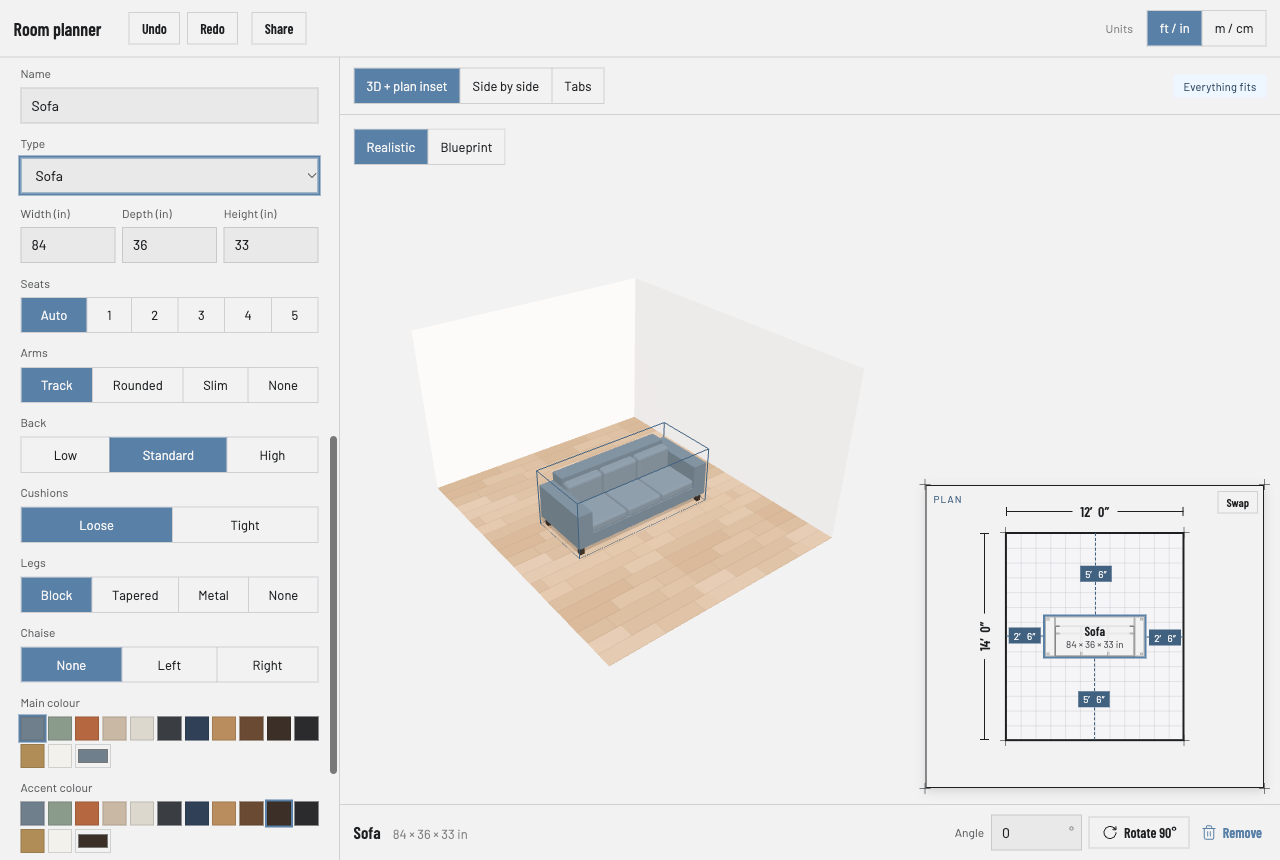 Room planner
Undo
Redo
Share
Units
ft / in
m / cm
Name
Sofa
Type
Sofa
Width (in)
Depth (in)
Height (in)
84
36
33
Seats
Auto
1
2
3
4
5
Arms
Track
Rounded
Slim
None
Back
Low
Standard
High
Cushions
Loose
Tight
Legs
Block
Tapered
Metal
None
Chaise
None
Left
Right
Main colour
Accent colour
3D + plan inset
Side by side
Tabs
Everything fits
Realistic
Blueprint
PLAN
Swap
12′ 0″
14′ 0″
5′ 6″
2′ 6″
Sofa
84 × 36 × 33 in
2′ 6″
5′ 6″
Sofa
84 × 36 × 33 in
Angle
0
°
Rotate 90°
Remove